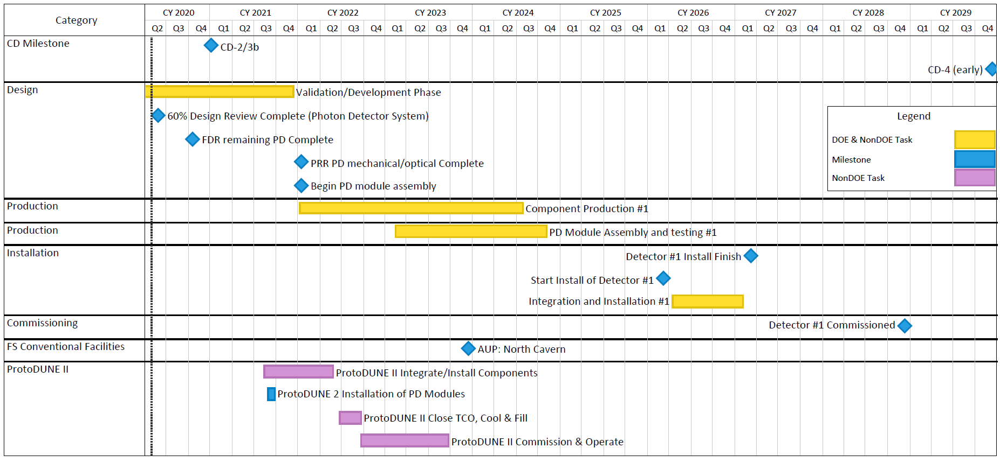 Category
CY 2020 CY 2021 CY 2022 CY 2023 CY 2024 CY 2025 CY 2026 CY 2027 CY 2028 CY 2029
Q2 Q3 Q4 Q1 Q2 Q3 Q4 Q1 Q2 Q3 Q4 Q1 Q2 Q3 Q4 Q1 Q2 Q3 Q4 Q1 Q2 Q3 Q4 Q1 Q2 Q3 Q4 Q1 Q2 Q3 Q4 Q1 Q2 Q3 Q4 Q1 Q2 Q3 Q4
CD Milestone
CD-2/3b
CD-4 (early)
Design
Validation/Development Phase
60% Design Review Complete (Photon Detector System)
FDR remaining PD Complete
PRR PD mechanical/optical Complete
Begin PD module assembly
Legend
DOE & NonDOE Task
Milestone
NonDOE Task
Production
Component Production #1
Production
PD Module Assembly and testing #1
Installation
Detector #1 Install Finish
Start Install of Detector #1
Integration and Installation #1
Commissioning
Detector #1 Commissioned
FS Conventional Facilities
AUP: North Cavern
ProtoDUNE II
ProtoDUNE II Integrate/Install Components
ProtoDUNE 2 Installation of PD Modules
ProtoDUNE II Close TCO, Cool & Fill
ProtoDUNE II Commission & Operate